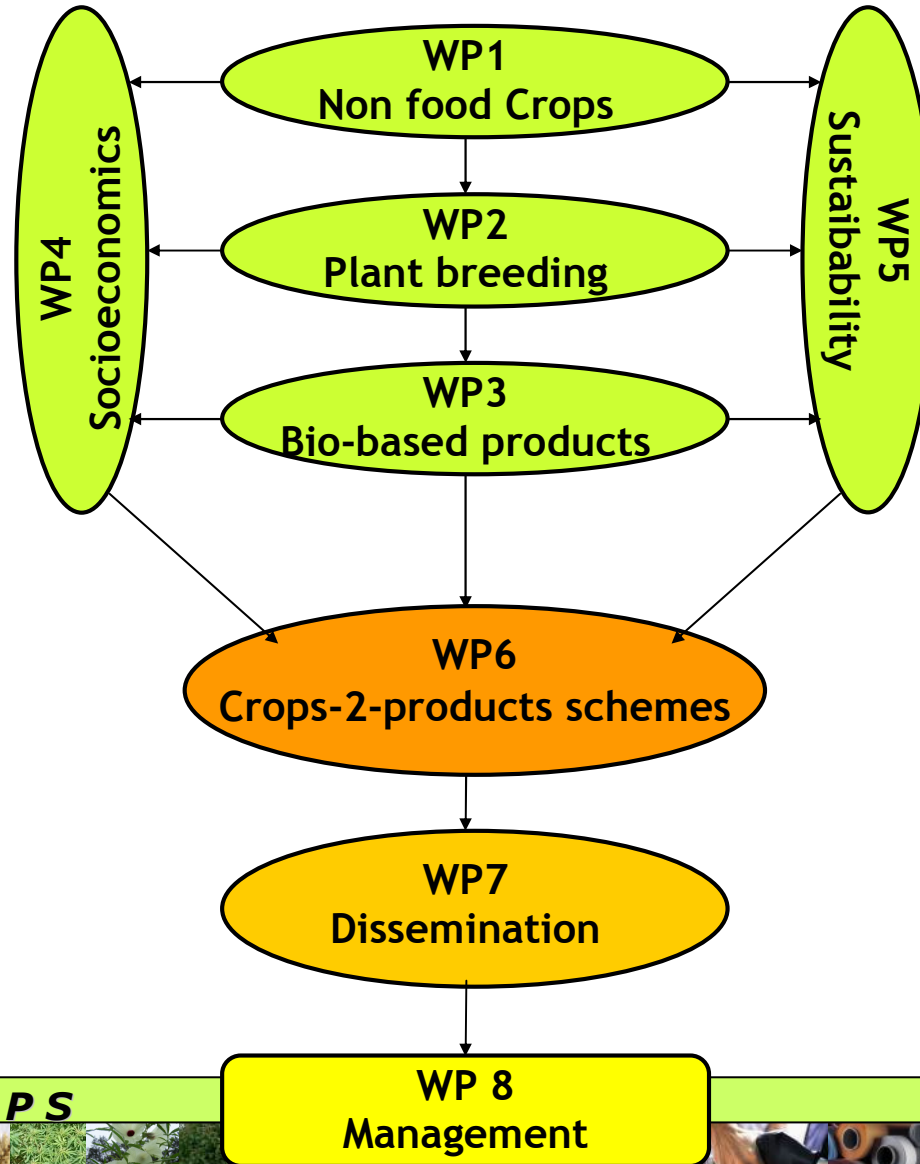 WP1
Non food Crops
WP4
Socioeconomics
WP2
Plant breeding
WP5
Sustaibability
WP3
Bio-based products
WP6
Crops-2-products schemes
WP7
Dissemination
WP 8
Management
P S